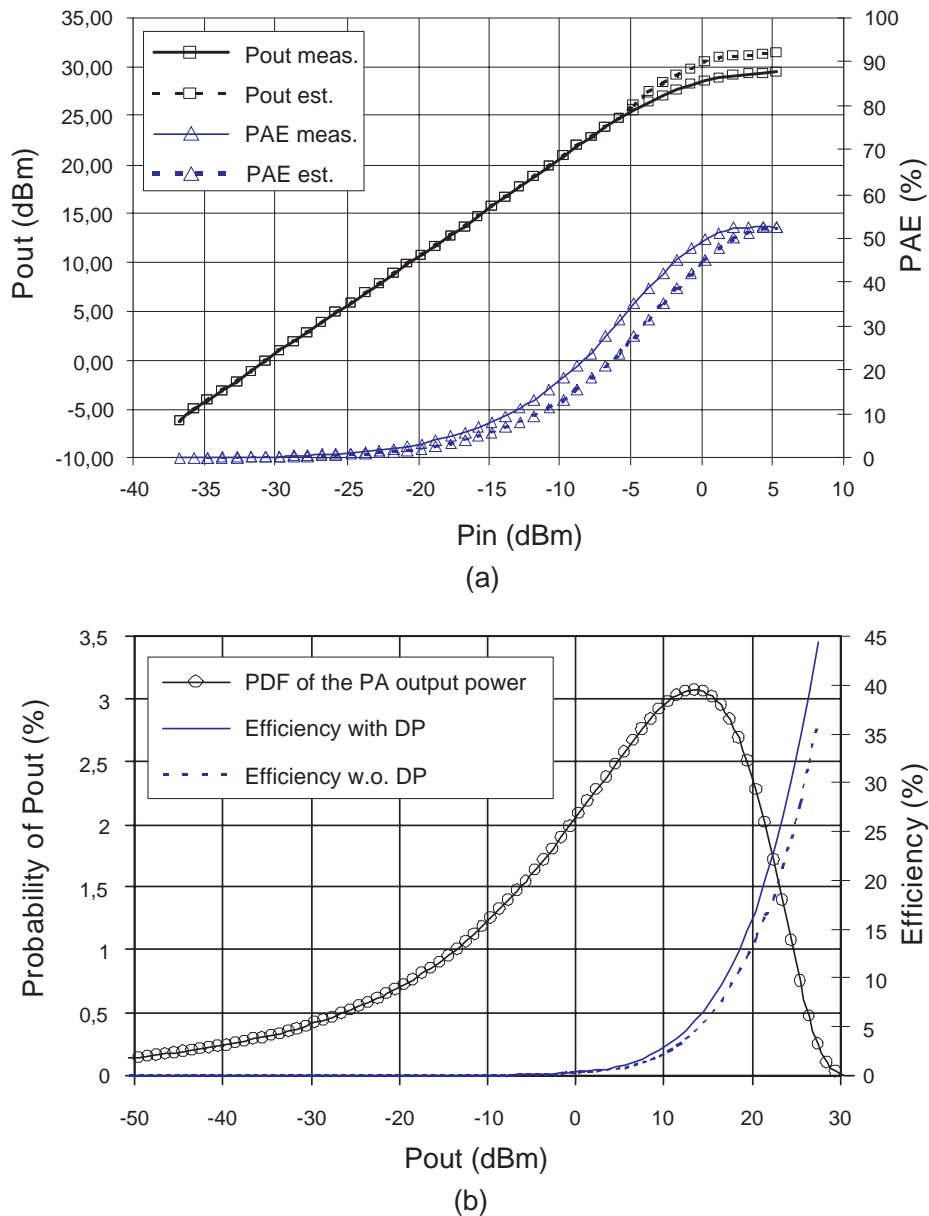 35,00
30,00
25,00
20,00
15,00
10,00
5,00
0,00
-5,00
-10,00
Pout (dBm)
Pout meas.
Pout est.
PAE meas.
PAE est.
100
90
80
70
60
50
40
30
20
10
0
PAE (%)
-40 -35 -30 -25 -20 -15 -10 -5 0 5 10
Pin (dBm)
(a)
3,5
3
2,5
2
1,5
1
0,5
0
Probability of Pout (%)
PDF of the PA output power
Efficiency with DP
Efficiency w.o. DP
45
40
35
30
25
20
15
10
5
0
Efficiency (%)
-50 -40 -30 -20 -10 0 10 20 30
Pout (dBm)
(b)